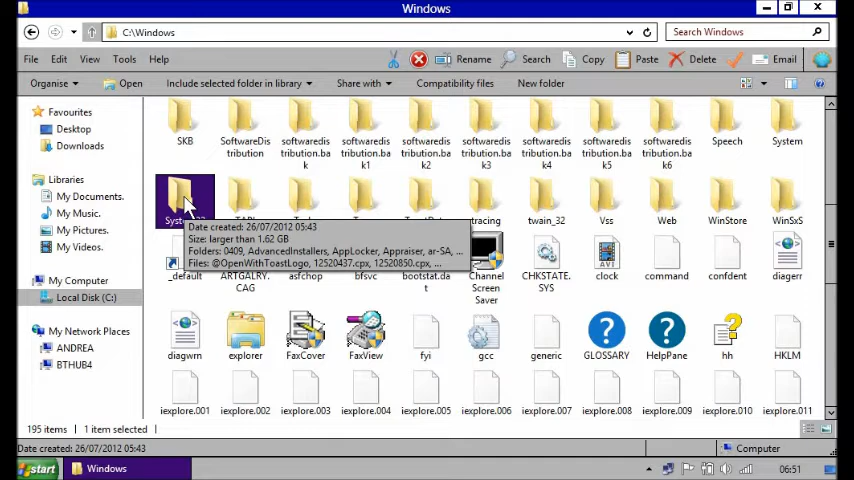 Windows
C:\Windows
Search Windows
File Edit View Tools Help
Rename Search Copy Paste Delete Email
Organise Open Include selected folder in library Share with Compatibility files New folder
Favourites
Desktop
Downloads
Libraries
My Documents.
My Music.
My Pictures.
My Videos.
My Computer
Local Disk (C:)
My Network Places
ANDREA
BTHUB4
SKB
SoftwareDis
tribution
softwaredis
tribution.ba
k
softwaredis
tribution.ba
k1
softwaredis
tribution.ba
k2
softwaredis
tribution.ba
k3
softwaredis
tribution.ba
k4
softwaredis
tribution.ba
k5
softwaredis
tribution.ba
k6
Speech
System
tracing
twain_32
Vss
Web
WinStore
WinSxS
Date created: 26/07/2012 05:43
Size: larger than 1.62 GB
Folders: 0409, AdvancedInstallers, AppLocker, Appraiser, ar-SA, ...
Files: @OpenWithToastLogo, 12520437.cpx, 12520850.cpx, ...
_default
ARTGALRY.
CAG
asfchop
bfsvc
bootstat.da
t
Channel
Screen
Saver
CHKSTATE.
SYS
clock
command
confdent
diagerr
diagwrn
explorer
FaxCover
FaxView
fyi
gcc
generic
GLOSSARY
HelpPane
hh
HKLM
iexplore.001
iexplore.002
iexplore.003
iexplore.004
iexplore.005
iexplore.006
iexplore.007
iexplore.008
iexplore.009
iexplore.010
iexplore.011
195 items 1 item selected
Date created: 26/07/2012 05:43
Computer
start
Windows
06:51